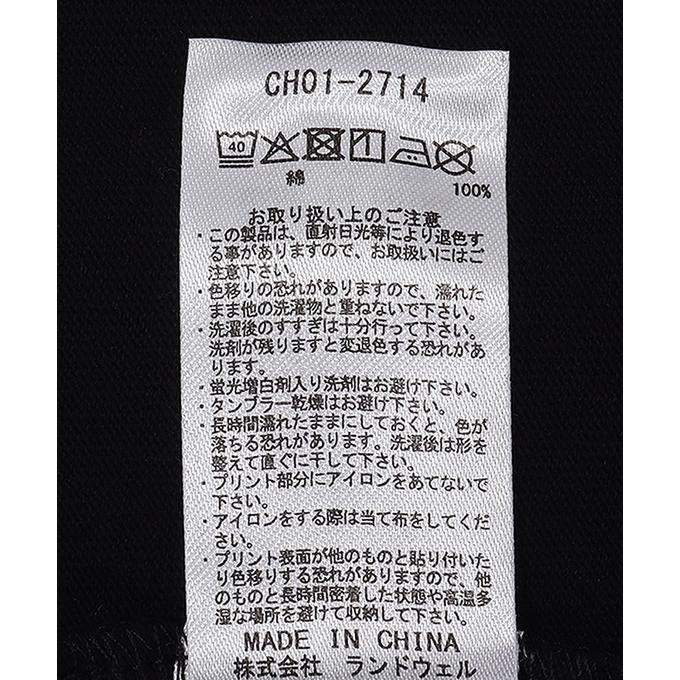 CH01-2714
40
綿
100%
お取り扱い上のご注意
・この製品は、直射日光等により退色す
る事がありますので、お取扱いにはご
注意下さい。
・色移りの恐れがありますので、濡れた
まま他の洗濯物と重ねないで下さい。
・洗濯後のすすぎは十分行って下さい。
洗剤が残りますと変退色する恐れがあ
ります。
・蛍光増白剤入り洗剤はお避け下さい。
・タンブラー乾燥はお避け下さい。
・長時間濡れたままにしておくと、色が
落ちる恐れがあります。洗濯後は形を
整えて直ぐに干して下さい。
・プリント部分にアイロンをあてないで
下さい。
・アイロンをする際は当て布をしてくだ
さい。
・プリント表面が他のものと貼り付いた
り色移りする恐れがありますので、他
のものと長時間密着した状態や高温多
湿な場所を避けて収納して下さい。
MADE IN CHINA
株式会社 ランドウェル